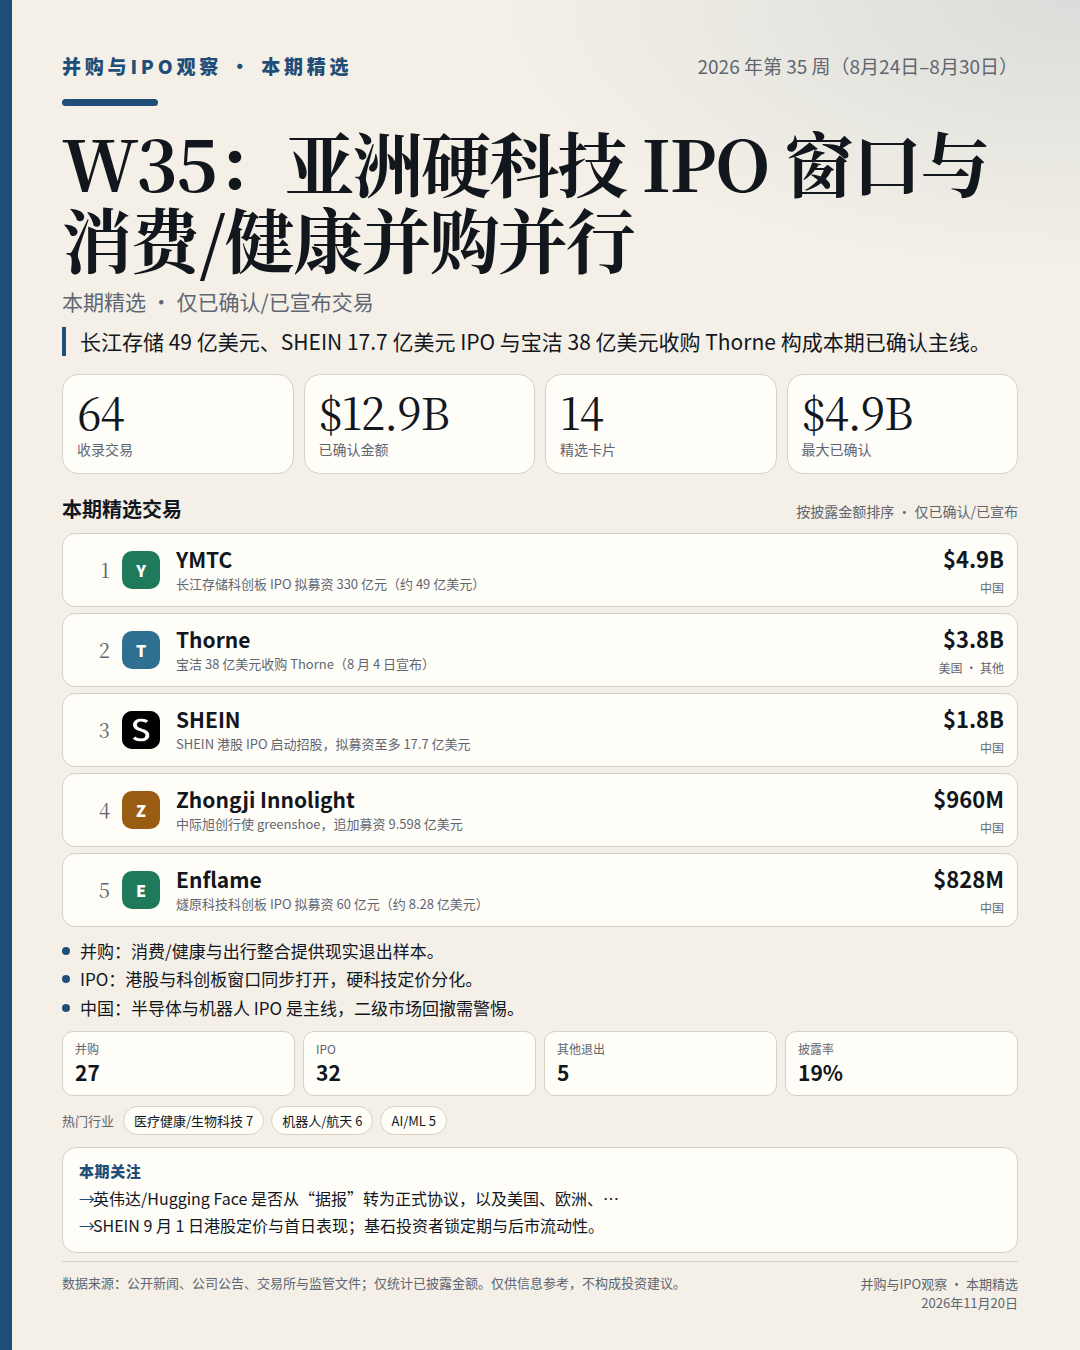 并购与IPO观察 · 本期精选
2026 年第 35 周（8月24日–8月30日）
W35：亚洲硬科技 IPO 窗口与
消费/健康并购并行
本期精选 · 仅已确认/已宣布交易
长江存储 49 亿美元、SHEIN 17.7 亿美元 IPO 与宝洁 38 亿美元收购 Thorne 构成本期已确认主线。
64
收录交易
$12.9B
已确认金额
14
精选卡片
$4.9B
最大已确认
本期精选交易
按披露金额排序 · 仅已确认/已宣布
1
Y
YMTC
长江存储科创板 IPO 拟募资 330 亿元（约 49 亿美元）
$4.9B
中国
2
T
Thorne
宝洁 38 亿美元收购 Thorne（8 月 4 日宣布）
$3.8B
美国 · 其他
3
S
SHEIN
SHEIN 港股 IPO 启动招股，拟募资至多 17.7 亿美元
$1.8B
中国
4
Z
Zhongji Innolight
中际旭创行使 greenshoe，追加募资 9.598 亿美元
$960M
中国
5
E
Enflame
燧原科技科创板 IPO 拟募资 60 亿元（约 8.28 亿美元）
$828M
中国
并购：消费/健康与出行整合提供现实退出样本。
IPO：港股与科创板窗口同步打开，硬科技定价分化。
中国：半导体与机器人 IPO 是主线，二级市场回撤需警惕。
并购
27
IPO
32
其他退出
5
披露率
19%
热门行业
医疗健康/生物科技 7
机器人/航天 6
AI/ML 5
本期关注
→英伟达/Hugging Face 是否从“据报”转为正式协议，以及美国、欧洲、…
→SHEIN 9 月 1 日港股定价与首日表现；基石投资者锁定期与后市流动性。
数据来源：公开新闻、公司公告、交易所与监管文件；仅统计已披露金额。仅供信息参考，不构成投资建议。
并购与IPO观察 · 本期精选
2026年11月20日